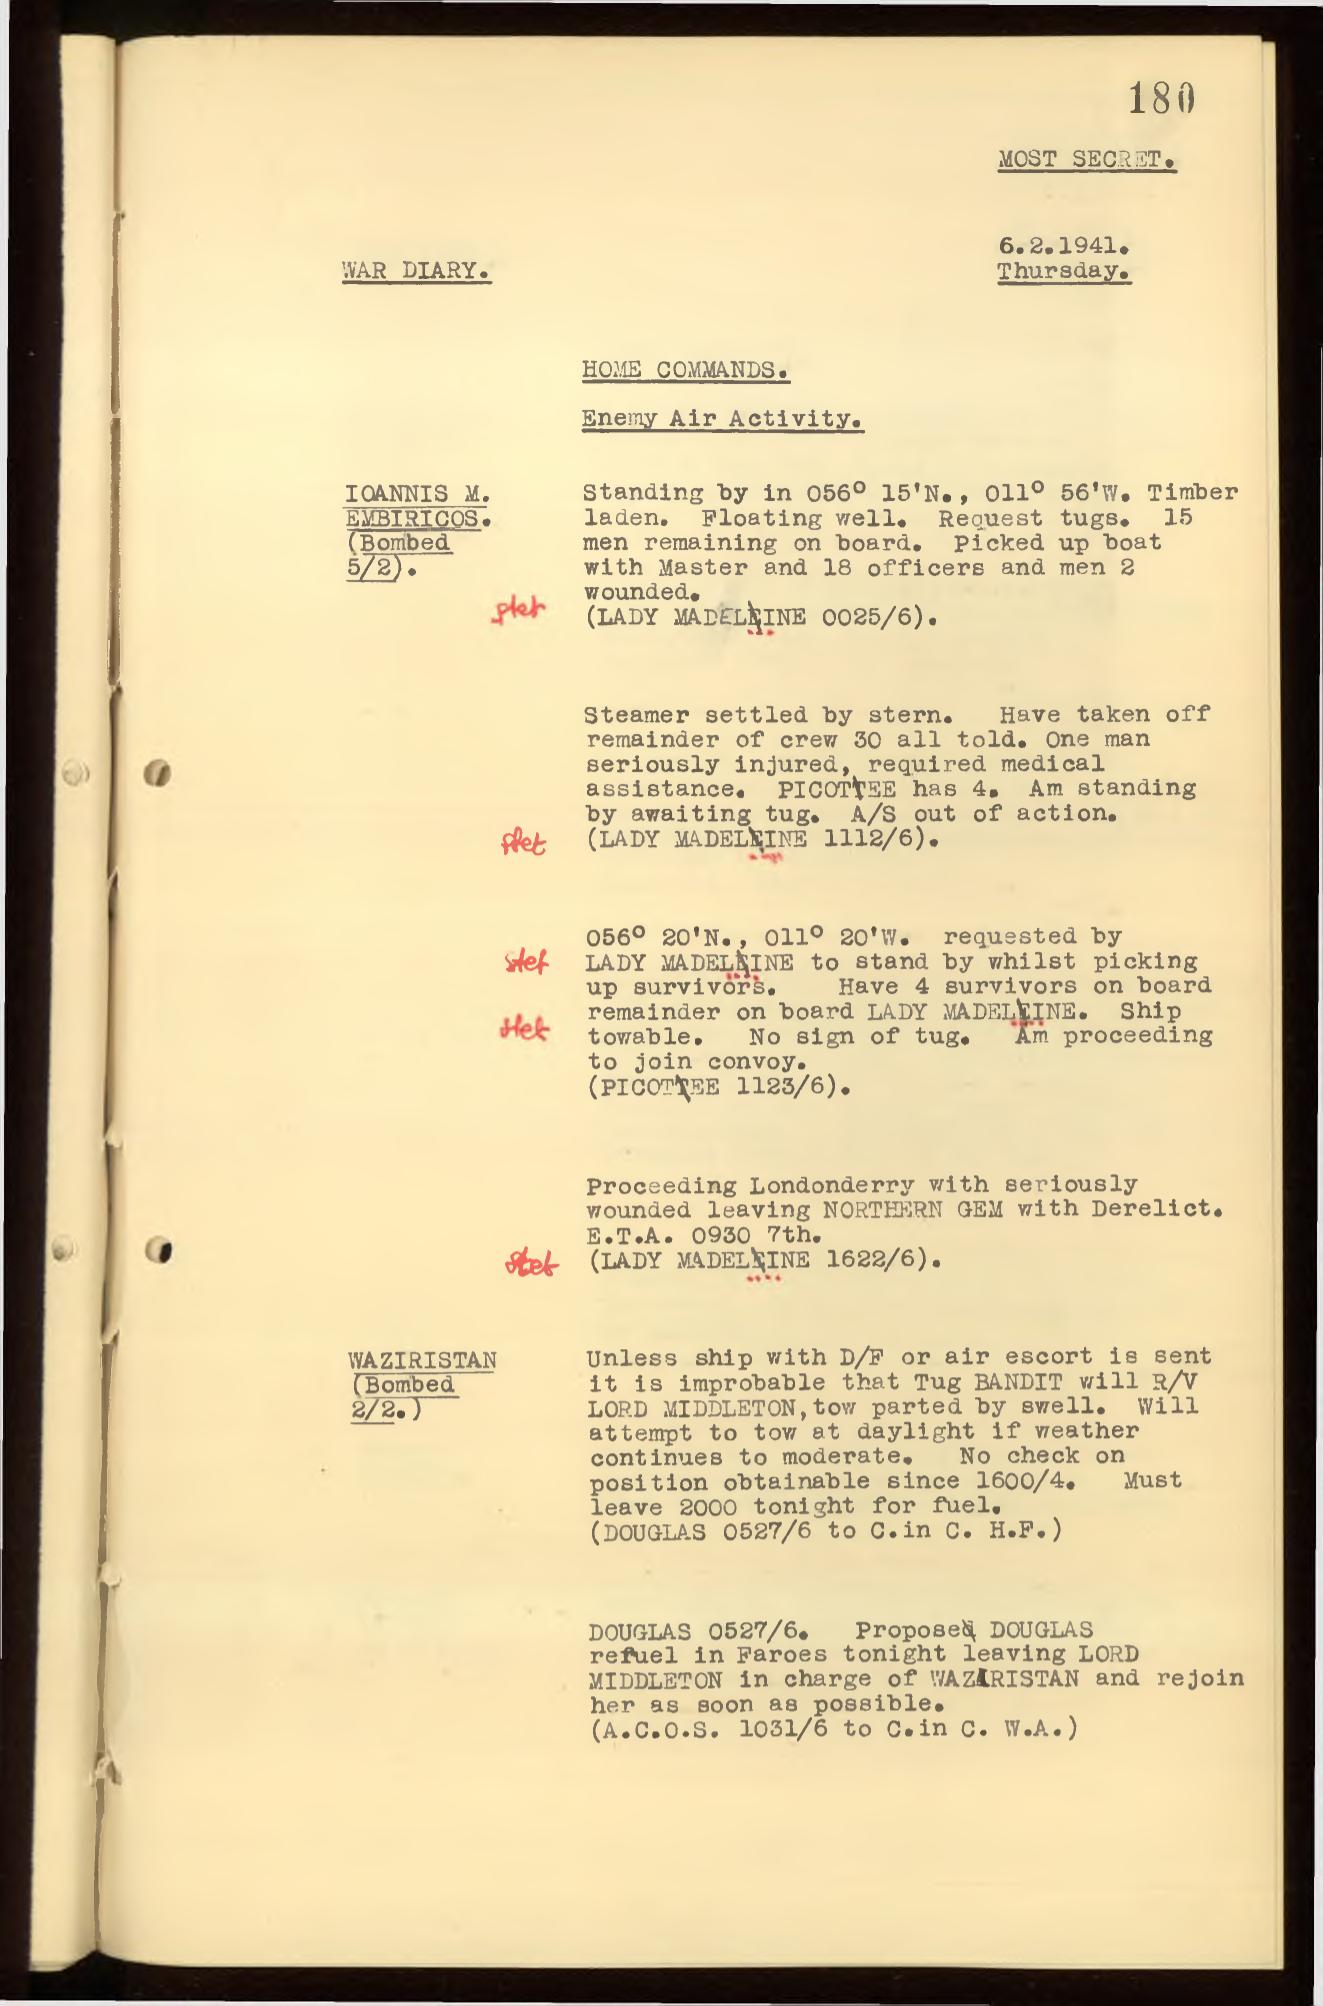 180
MOST SECRET.
6.2.1941.
WAR DIARY.
Thursday.
HOME COMMANDS.
Enemy Air Activity.
IOANNIS M.
EMBIRICOS.
(Bombed
5/2).
Standing by in 056° 15'N., 011° 56'W. Timber
laden. Floating well. Request tugs. 15
men remaining on board. Picked up boat
with Master and 18 officers and men 2
wounded.
stet
(LADY MADELEINE 0025/6).
Steamer settled by stern. Have taken off
remainder of crew 30 all told. One man
seriously injured, required medical
assistance. PICOTTEE has 4. Am standing
by awaiting tug. A/S out of action.
stet
(LADY MADELEINE 1112/6).
056° 20'N., 011° 20'W. requested by
stet
LADY MADELEINE to stand by whilst picking
up survivors. Have 4 survivors on board
remainder on board LADY MADELEINE. Ship
stet
towable. No sign of tug. Am proceeding
to join convoy.
(PICOTTEE 1123/6).
Proceeding Londonderry with seriously
wounded leaving NORTHERN GEM with Derelict.
E.T.A. 0930 7th.
stet
(LADY MADELEINE 1622/6).
WAZIRISTAN
(Bombed
2/2.)
Unless ship with D/F or air escort is sent
it is improbable that Tug BANDIT will R/V
LORD MIDDLETON, tow parted by swell. Will
attempt to tow at daylight if weather
continues to moderate. No check on
position obtainable since 1600/4. Must
leave 2000 tonight for fuel.
(DOUGLAS 0527/6 to C.in C. H.F.)
DOUGLAS 0527/6. Proposed DOUGLAS
refuel in Faroes tonight leaving LORD
MIDDLETON in charge of WAZIRISTAN and rejoin
her as soon as possible.
(A.C.O.S. 1031/6 to C.in C. W.A.)